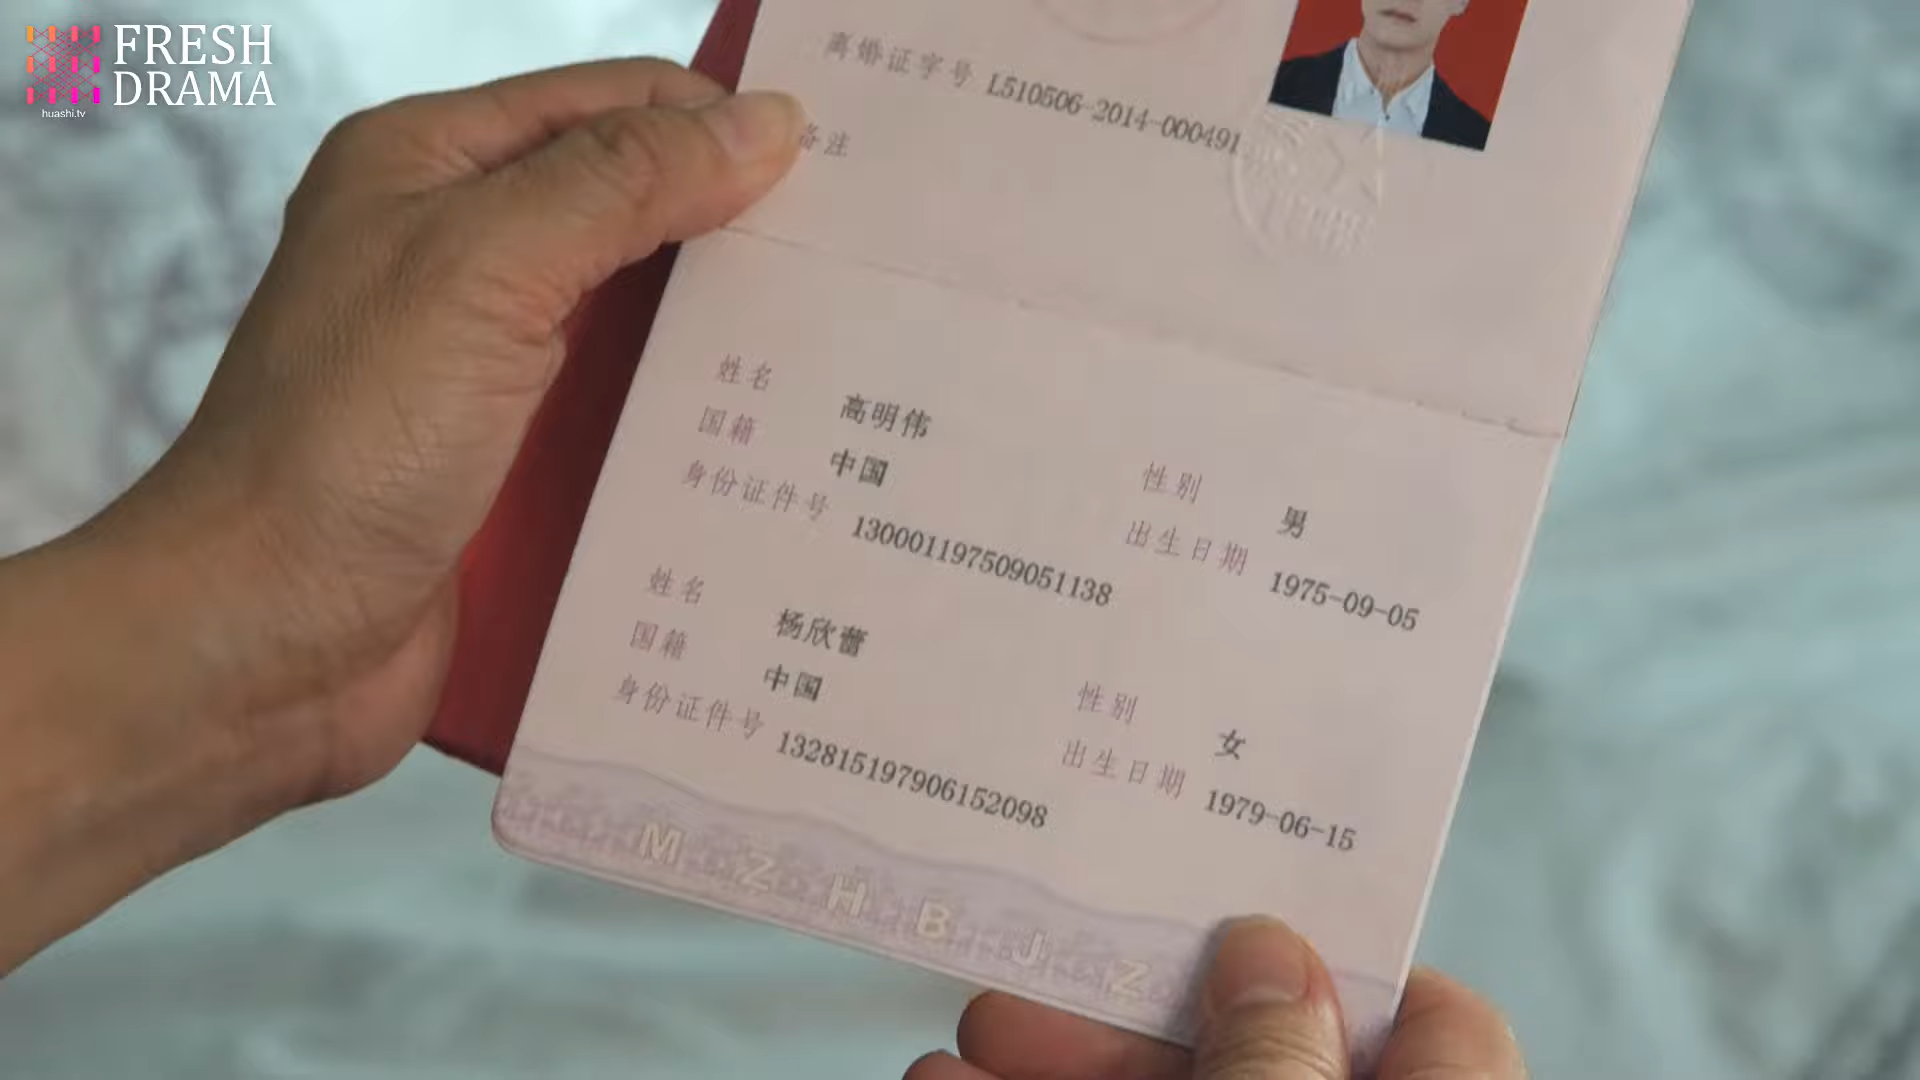 FRESH
DRAMA
huashi.tv
离婚证字号 L510506-2014-000491
备注
姓名 高明伟 性别 男
国籍 中国 出生日期 1975-09-05
身份证件号 130001197509051138
姓名 杨欣蕾 性别 女
国籍 中国 出生日期 1979-06-15
身份证件号 132815197906152098
MZHBJZ